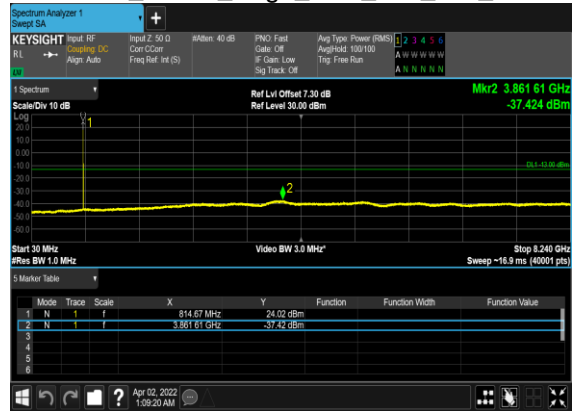 Spectrum Analyzer 1
Swept SA
+
KEYSIGHT Input: RF Input Z: 50 Ω #Atten: 40 dB PNO: Fast Avg Type: Power (RMS) 1 2 3 4 5 6
RL Coupling: DC Corr CCorr Gate: Off Avg|Hold: 100/100 A W W W W W
Align: Auto Freq Ref: Int (S) IF Gain: Low Trig: Free Run
Sig Track: Off A N N N N N
1 Spectrum Ref Lvl Offset 7.30 dB Mkr2 3.861 61 GHz
Scale/Div 10 dB Ref Level 30.00 dBm -37.424 dBm
Log
20.0
10.0
0.00
-10.0
-20.0
-30.0
-40.0
-50.0
-60.0
1
DL1 -13.00 dBm
2
Start 30 MHz Video BW 3.0 MHz* Stop 8.240 GHz
#Res BW 1.0 MHz Sweep ~16.9 ms (40001 pts)
5 Marker Table
Mode Trace Scale X Y Function Function Width Function Value
1 N 1 f 814.67 MHz 24.02 dBm
2 N 1 f 3.861 61 GHz -37.42 dBm
3
4
5
6
? Apr 02, 2022
1:09:20 AM